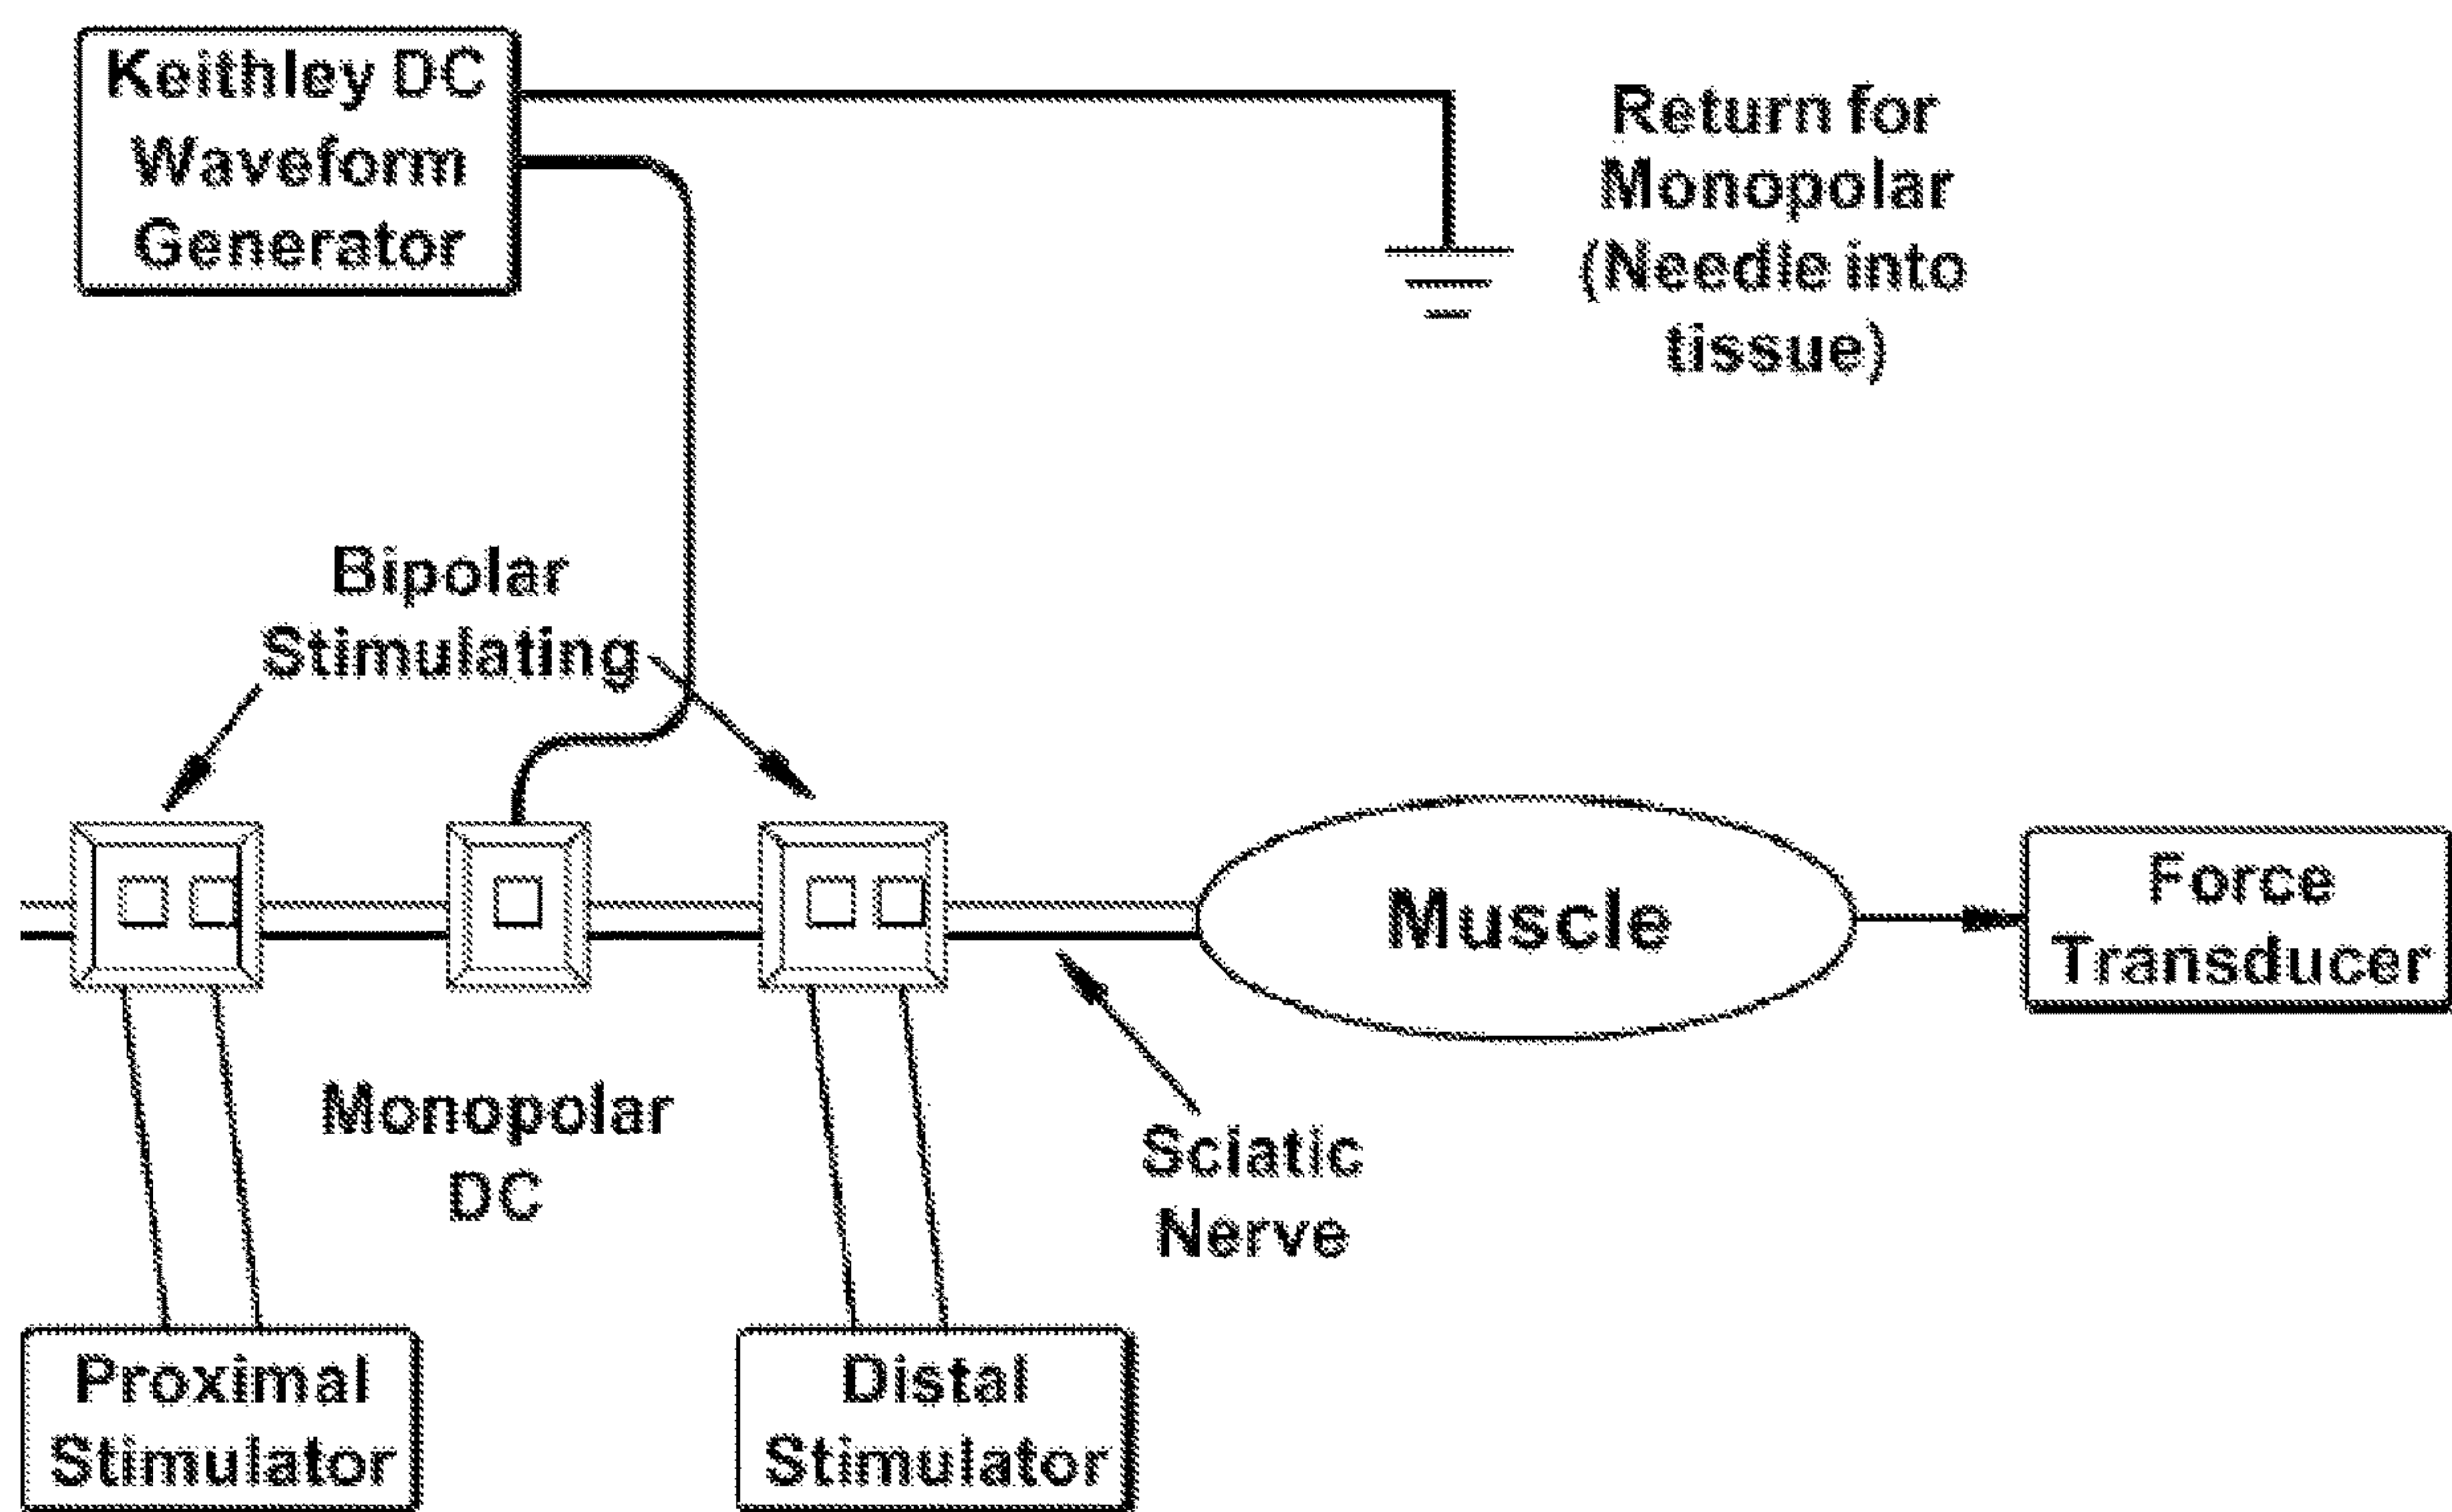 Keithley DC
Waveform
Generator
Return for
Monopolar
(Needle into
tissue)
Bipolar
Stimulating
Muscle
Force
Transducer
Monopolar
DC
Sciatic
Nerve
Proximal
Stimulator
Distal
Stimulator